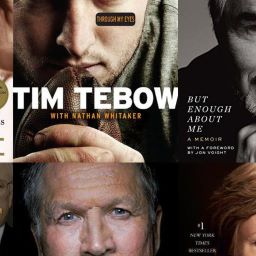 THROUGH MY EYES
TIM TEBOW
WITH NATHAN WHITAKER
BUT
ENOUGH
ABOUT
ME
A MEMOIR
WITH A FOREWORD
BY JON VOIGHT
#1
NEW YORK
TIMES
BESTSELLER